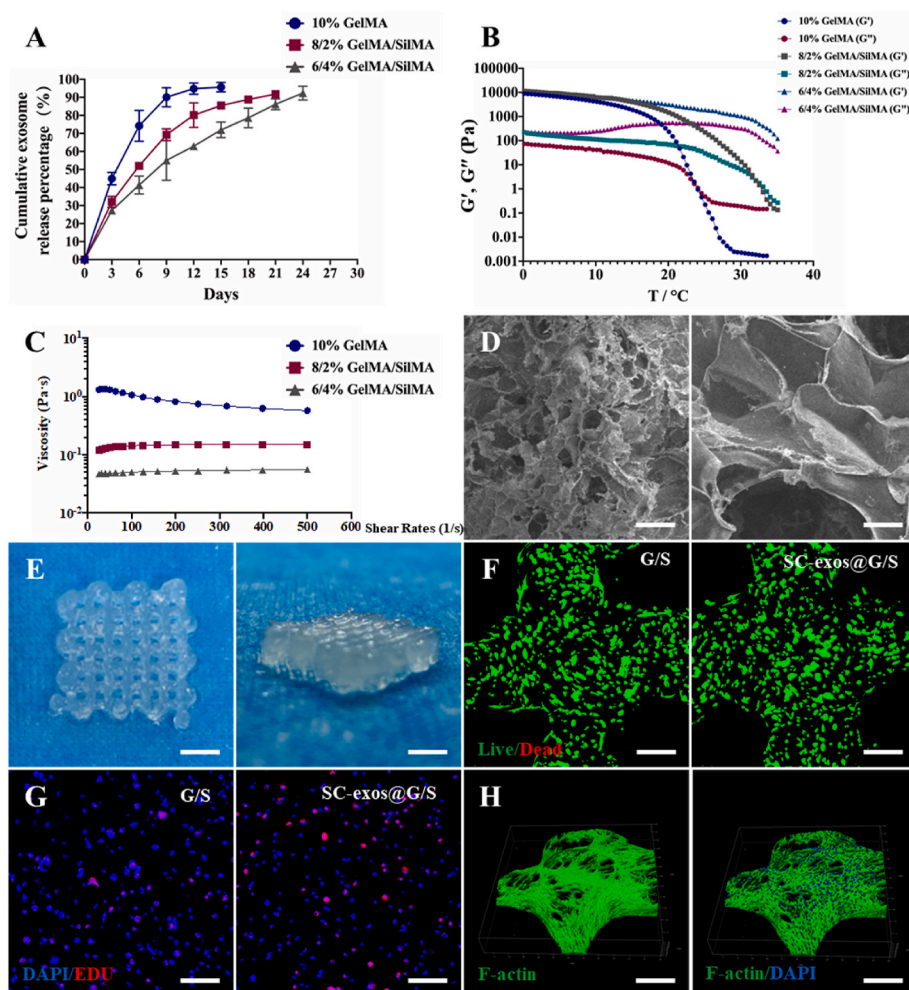 A
10% GelMA
8/2% GelMA/SilMA
6/4% GelMA/SilMA
Cumulative exosome
release percentage (%)
100
90
80
70
60
50
40
30
20
10
0
0 3 6 9 12 15 18 21 24 27 30
Days
B
10% GelMA (G')
10% GelMA (G'')
8/2% GelMA/SilMA (G')
8/2% GelMA/SilMA (G'')
6/4% GelMA/SilMA (G')
6/4% GelMA/SilMA (G'')
G', G'' (Pa)
100000
10000
1000
100
10
1
0.1
0.01
0.001
0 10 20 30 40
T / °C
C
10% GelMA
8/2% GelMA/SilMA
6/4% GelMA/SilMA
Viscosity (Pa·s)
10¹
10⁰
10⁻¹
10⁻²
0 100 200 300 400 500
Shear Rates (1/s)
D
E
F
G/S
SC-exos@G/S
Live/Dead
G
G/S
SC-exos@G/S
DAPI/EDU
H
F-actin
F-actin/DAPI